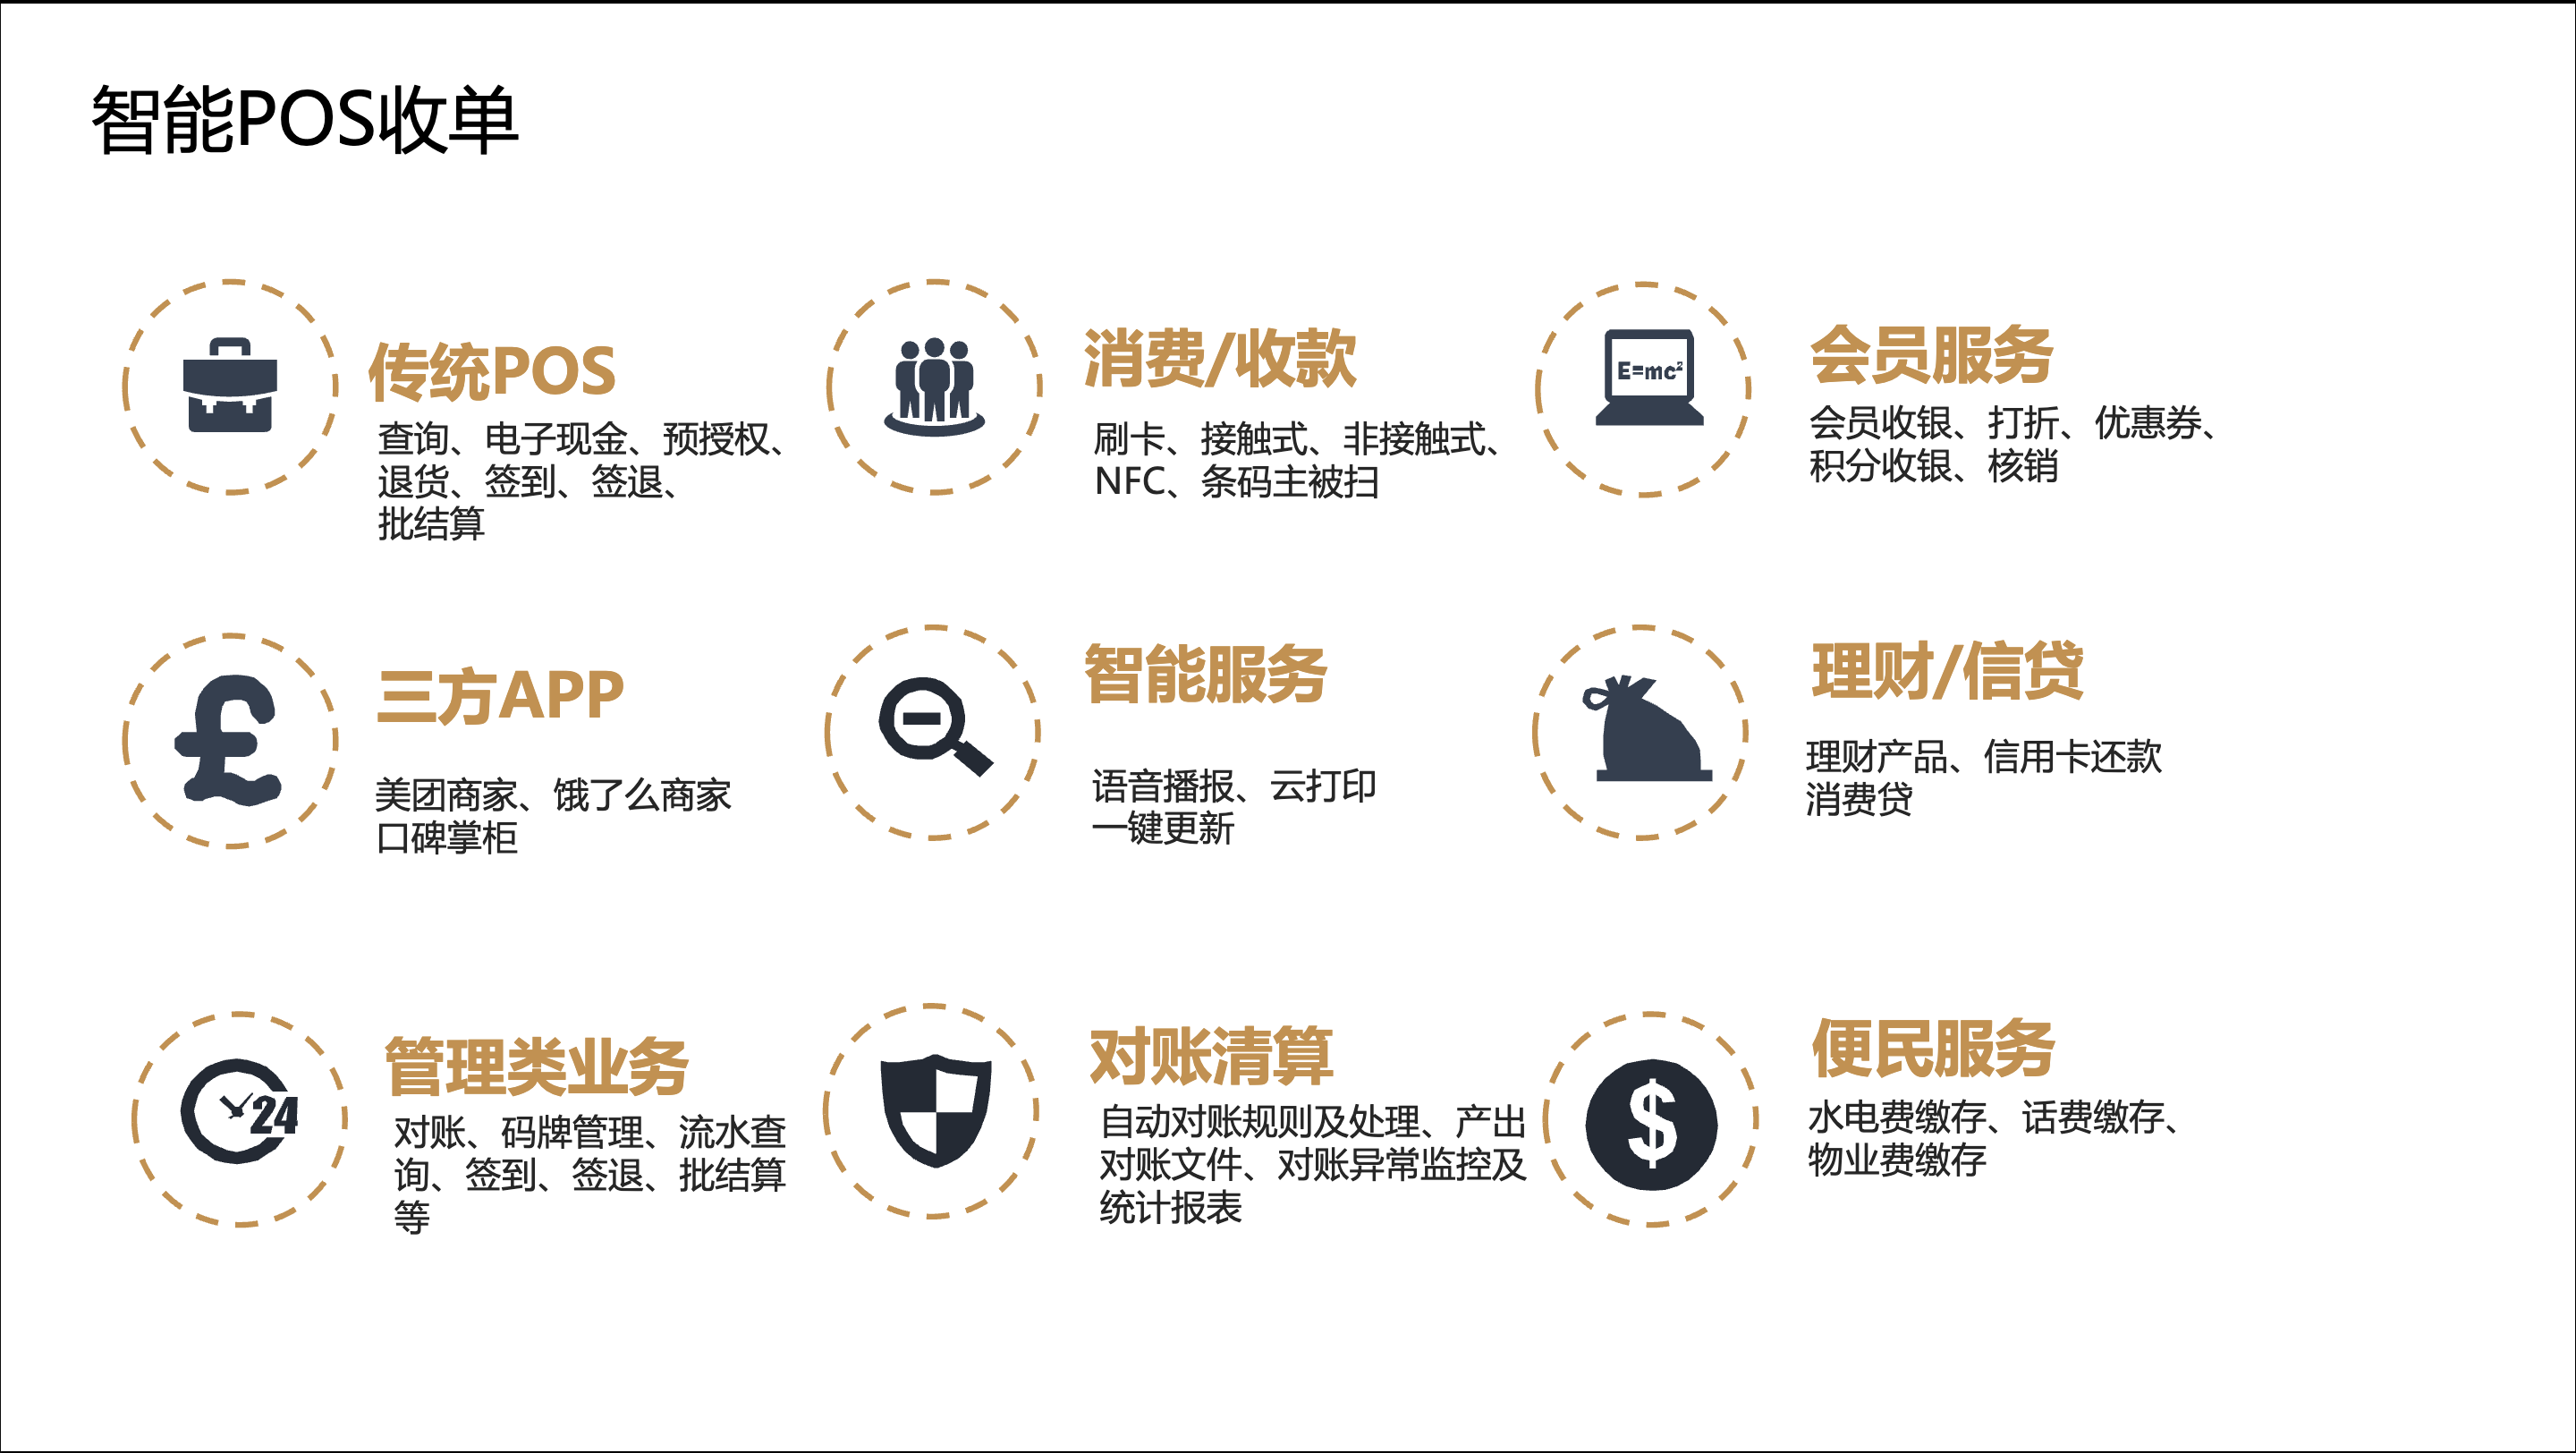 智能POS收单
传统POS
查询、电子现金、预授权、
退货、签到、签退、
批结算
消费/收款
刷卡、接触式、非接触式、
NFC、条码主被扫
E=mc²
会员服务
会员收银、打折、优惠券、
积分收银、核销
£
三方APP
美团商家、饿了么商家
口碑掌柜
智能服务
语音播报、云打印
一键更新
理财/信贷
理财产品、信用卡还款
消费贷
24
管理类业务
对账、码牌管理、流水查
询、签到、签退、批结算
等
对账清算
自动对账规则及处理、产出
对账文件、对账异常监控及
统计报表
$
便民服务
水电费缴存、话费缴存、
物业费缴存